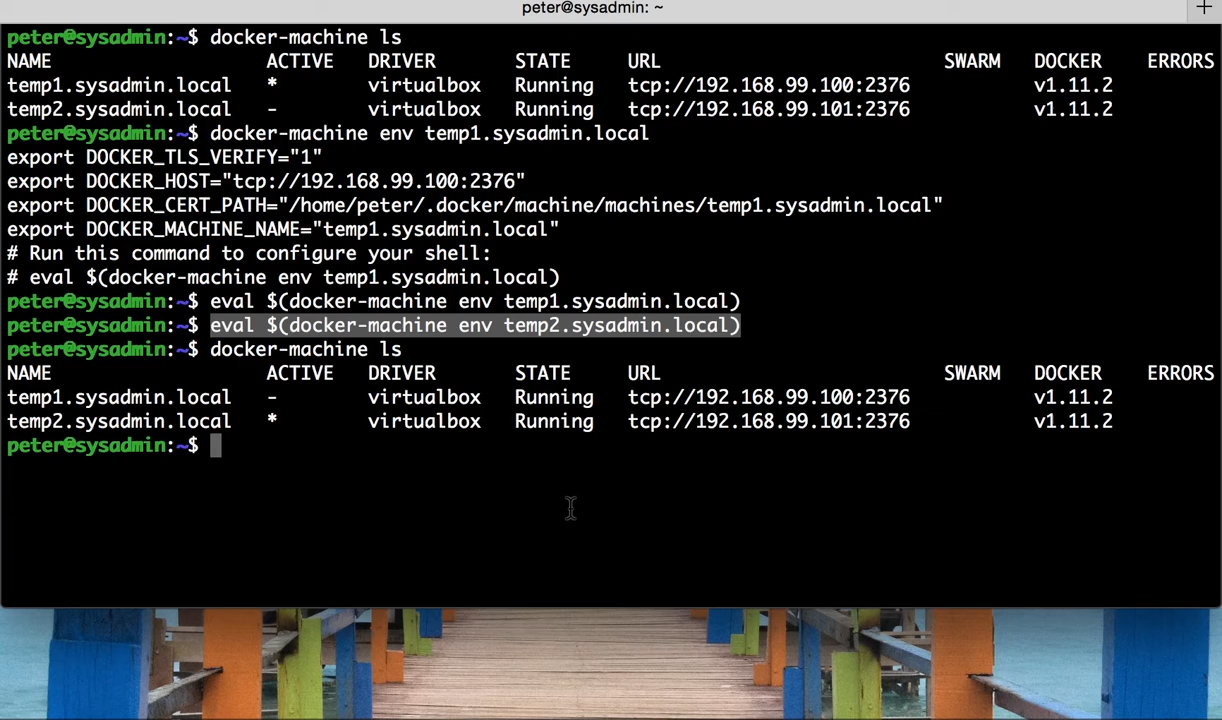 peter@sysadmin: ~
+
peter@sysadmin:~$ docker-machine ls
NAME ACTIVE DRIVER STATE URL SWARM DOCKER ERRORS
temp1.sysadmin.local * virtualbox Running tcp://192.168.99.100:2376 v1.11.2
temp2.sysadmin.local - virtualbox Running tcp://192.168.99.101:2376 v1.11.2
peter@sysadmin:~$ docker-machine env temp1.sysadmin.local
export DOCKER_TLS_VERIFY="1"
export DOCKER_HOST="tcp://192.168.99.100:2376"
export DOCKER_CERT_PATH="/home/peter/.docker/machine/machines/temp1.sysadmin.local"
export DOCKER_MACHINE_NAME="temp1.sysadmin.local"
# Run this command to configure your shell:
# eval $(docker-machine env temp1.sysadmin.local)
peter@sysadmin:~$ eval $(docker-machine env temp1.sysadmin.local)
peter@sysadmin:~$ eval $(docker-machine env temp2.sysadmin.local)
peter@sysadmin:~$ docker-machine ls
NAME ACTIVE DRIVER STATE URL SWARM DOCKER ERRORS
temp1.sysadmin.local - virtualbox Running tcp://192.168.99.100:2376 v1.11.2
temp2.sysadmin.local * virtualbox Running tcp://192.168.99.101:2376 v1.11.2
peter@sysadmin:~$